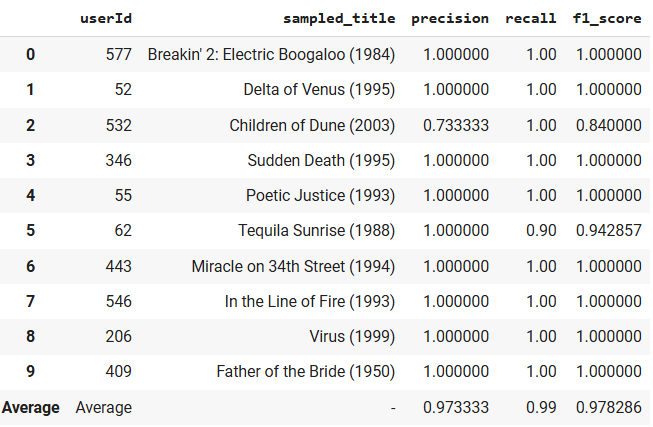 userId sampled_title precision recall f1_score
0 577 Breakin' 2: Electric Boogaloo (1984) 1.000000 1.00 1.000000
1 52 Delta of Venus (1995) 1.000000 1.00 1.000000
2 532 Children of Dune (2003) 0.733333 1.00 0.840000
3 346 Sudden Death (1995) 1.000000 1.00 1.000000
4 55 Poetic Justice (1993) 1.000000 1.00 1.000000
5 62 Tequila Sunrise (1988) 1.000000 0.90 0.942857
6 443 Miracle on 34th Street (1994) 1.000000 1.00 1.000000
7 546 In the Line of Fire (1993) 1.000000 1.00 1.000000
8 206 Virus (1999) 1.000000 1.00 1.000000
9 409 Father of the Bride (1950) 1.000000 1.00 1.000000
Average Average - 0.973333 0.99 0.978286